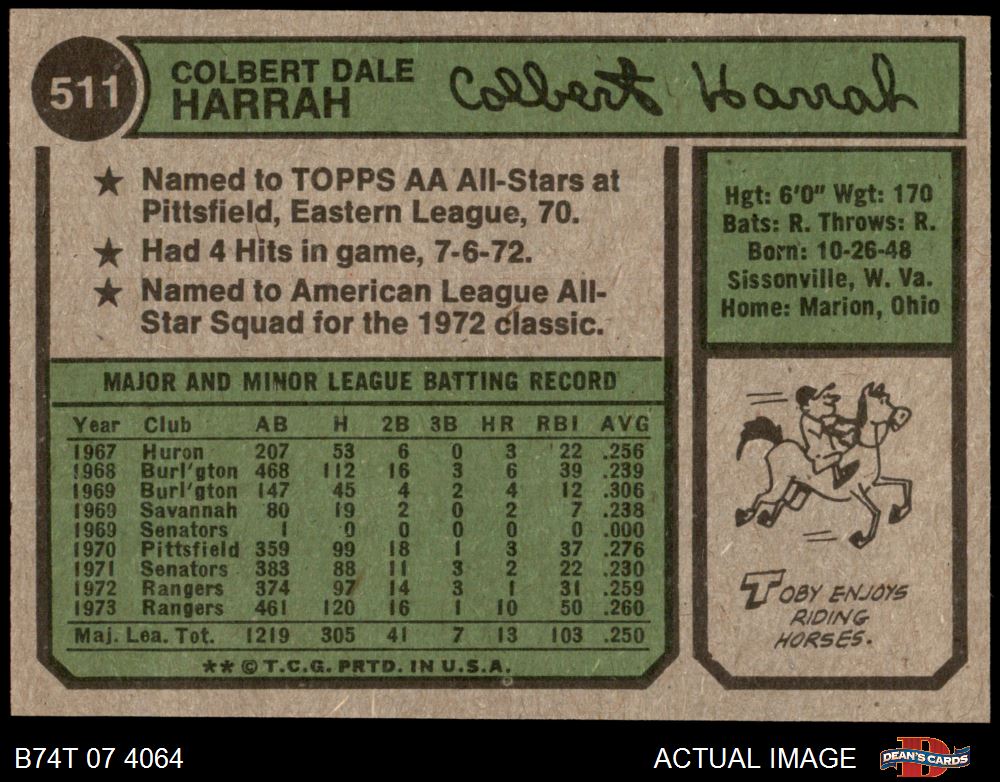 511
COLBERT DALE
HARRAH
Colbert Harrah
★ Named to TOPPS AA All-Stars at
Pittsfield, Eastern League, 70.
★ Had 4 Hits in game, 7-6-72.
★ Named to American League All-
Star Squad for the 1972 classic.
Hgt: 6'0" Wgt: 170
Bats: R. Throws: R.
Born: 10-26-48
Sissonville, W. Va.
Home: Marion, Ohio
MAJOR AND MINOR LEAGUE BATTING RECORD
Year Club AB H 2B 3B HR RBI AVG
1967 Huron 207 53 6 0 3 22 .256
1968 Burl'gton 468 112 16 3 6 39 .239
1969 Burl'gton 147 45 4 2 4 12 .306
1969 Savannah 80 19 2 0 2 7 .238
1969 Senators 1 0 0 0 0 0 .000
1970 Pittsfield 359 99 18 1 3 37 .276
1971 Senators 383 88 11 3 2 22 .230
1972 Rangers 374 97 14 3 1 31 .259
1973 Rangers 461 120 16 1 10 50 .260
Maj. Lea. Tot. 1219 305 41 7 13 103 .250
** © T.C.G. PRTD. IN U.S.A.
TOBY ENJOYS
RIDING
HORSES.
B74T 07 4064
ACTUAL IMAGE
DEAN'S CARDS